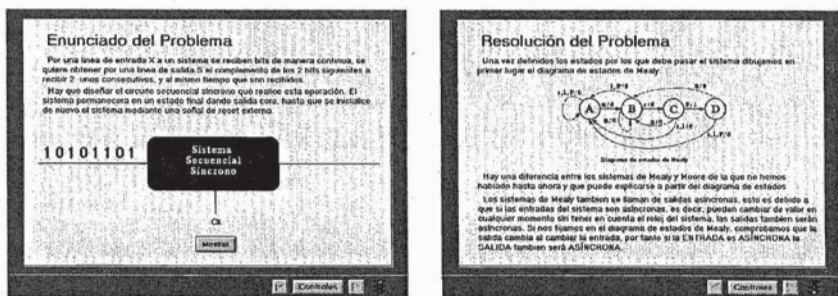 Enunciado del Problema
Por una línea de entrada X a un sistema se reciben bits de manera continua, se
quiere obtener por una línea de salida S el complemento de los 2 bits siguientes a
recibir 2 unos consecutivos, y al mismo tiempo que son recibidos.
Hay que diseñar el circuito secuencial síncrono que realice esta operación. El
sistema permanecera en un estado final dando salida cero, hasta que se inicialice
de nuevo el sistema mediante una señal de reset externa.
10101101
Sistema
Secuencial
Síncrono
Ck
Mostrar
Controles
Resolución del Problema
Una vez definidos los estados por los que debe pasar el sistema dibujamos en
primer lugar el diagrama de estados de Mealy.
A B C D
Diagrama de estados de Mealy
Hay una diferencia entre los sistemas de Mealy y Moore de la que no hemos
hablado hasta ahora y que puede explicarse a partir del diagrama de estados
Los sistemas de Mealy tambien se llaman de salidas asíncronas, esto es debido a
que si las entradas del sistema son asíncronas, es decir, pueden cambiar de valor en
cualquier momento sin tener en cuenta el reloj del sistema, las salidas tambien serán
asíncronas. Si nos fijamos en el diagrama de estados de Mealy, comprobamos que la
salida cambia al cambiar la entrada, por tanto si la ENTRADA es ASÍNCRONA la
SALIDA tambien será ASÍNCRONA.
Controles